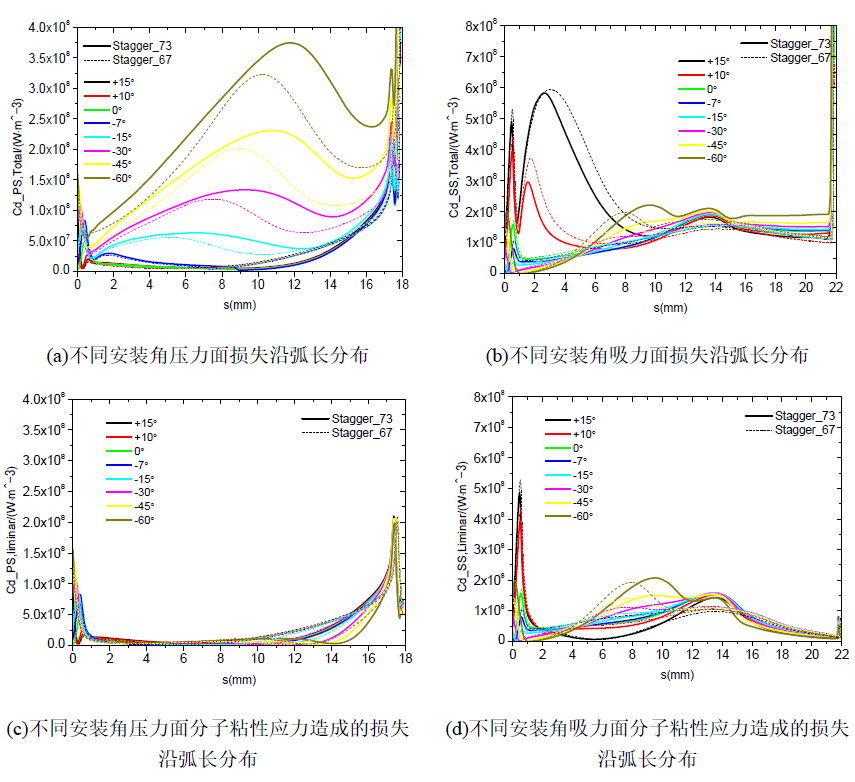 4.0x10⁸
3.5x10⁸
3.0x10⁸
2.5x10⁸
2.0x10⁸
1.5x10⁸
1.0x10⁸
5.0x10⁷
0.0
Cd_PS,Total/(W·m^−3)
Stagger_73
Stagger_67
+15°
+10°
0°
-7°
-15°
-30°
-45°
-60°
0 2 4 6 8 10 12 14 16 18
s(mm)
(a)不同安装角压力面损失沿弧长分布
8x10⁸
7x10⁸
6x10⁸
5x10⁸
4x10⁸
3x10⁸
2x10⁸
1x10⁸
0
Cd_SS,Total/(W·m^−3)
Stagger_73
Stagger_67
+15°
+10°
0°
-7°
-15°
-30°
-45°
-60°
0 2 4 6 8 10 12 14 16 18 20 22
s(mm)
(b)不同安装角吸力面损失沿弧长分布
4.0x10⁸
3.5x10⁸
3.0x10⁸
2.5x10⁸
2.0x10⁸
1.5x10⁸
1.0x10⁸
5.0x10⁷
0.0
Cd_PS,liminar/(W·m^−3)
+15°
+10°
0°
-7°
-15°
-30°
-45°
-60°
Stagger_73
Stagger_67
0 2 4 6 8 10 12 14 16 18
s(mm)
(c)不同安装角压力面分子粘性应力造成的损失
沿弧长分布
8x10⁸
7x10⁸
6x10⁸
5x10⁸
4x10⁸
3x10⁸
2x10⁸
1x10⁸
0
Cd_SS,Liminar/(W·m^−3)
+15°
+10°
0°
-7°
-15°
-30°
-45°
-60°
Stagger_73
Stagger_67
0 2 4 6 8 10 12 14 16 18 20 22
s(mm)
(d)不同安装角吸力面分子粘性应力造成的损失
沿弧长分布